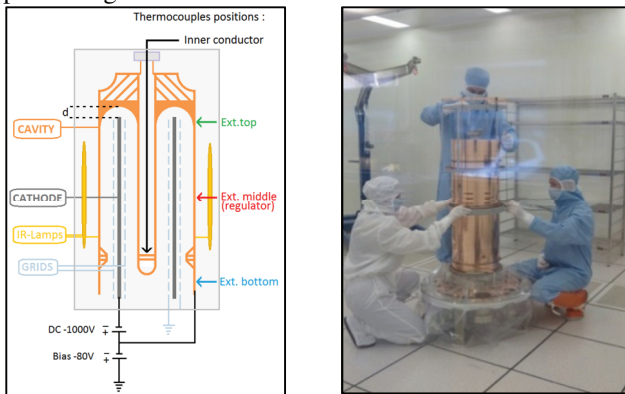 Thermocouples positions :
Inner conductor
d
CAVITY
Ext.top
CATHODE
Ext. middle
(regulator)
IR-Lamps
GRIDS
Ext. bottom
DC -1000V
- +
Bias -80V
- +